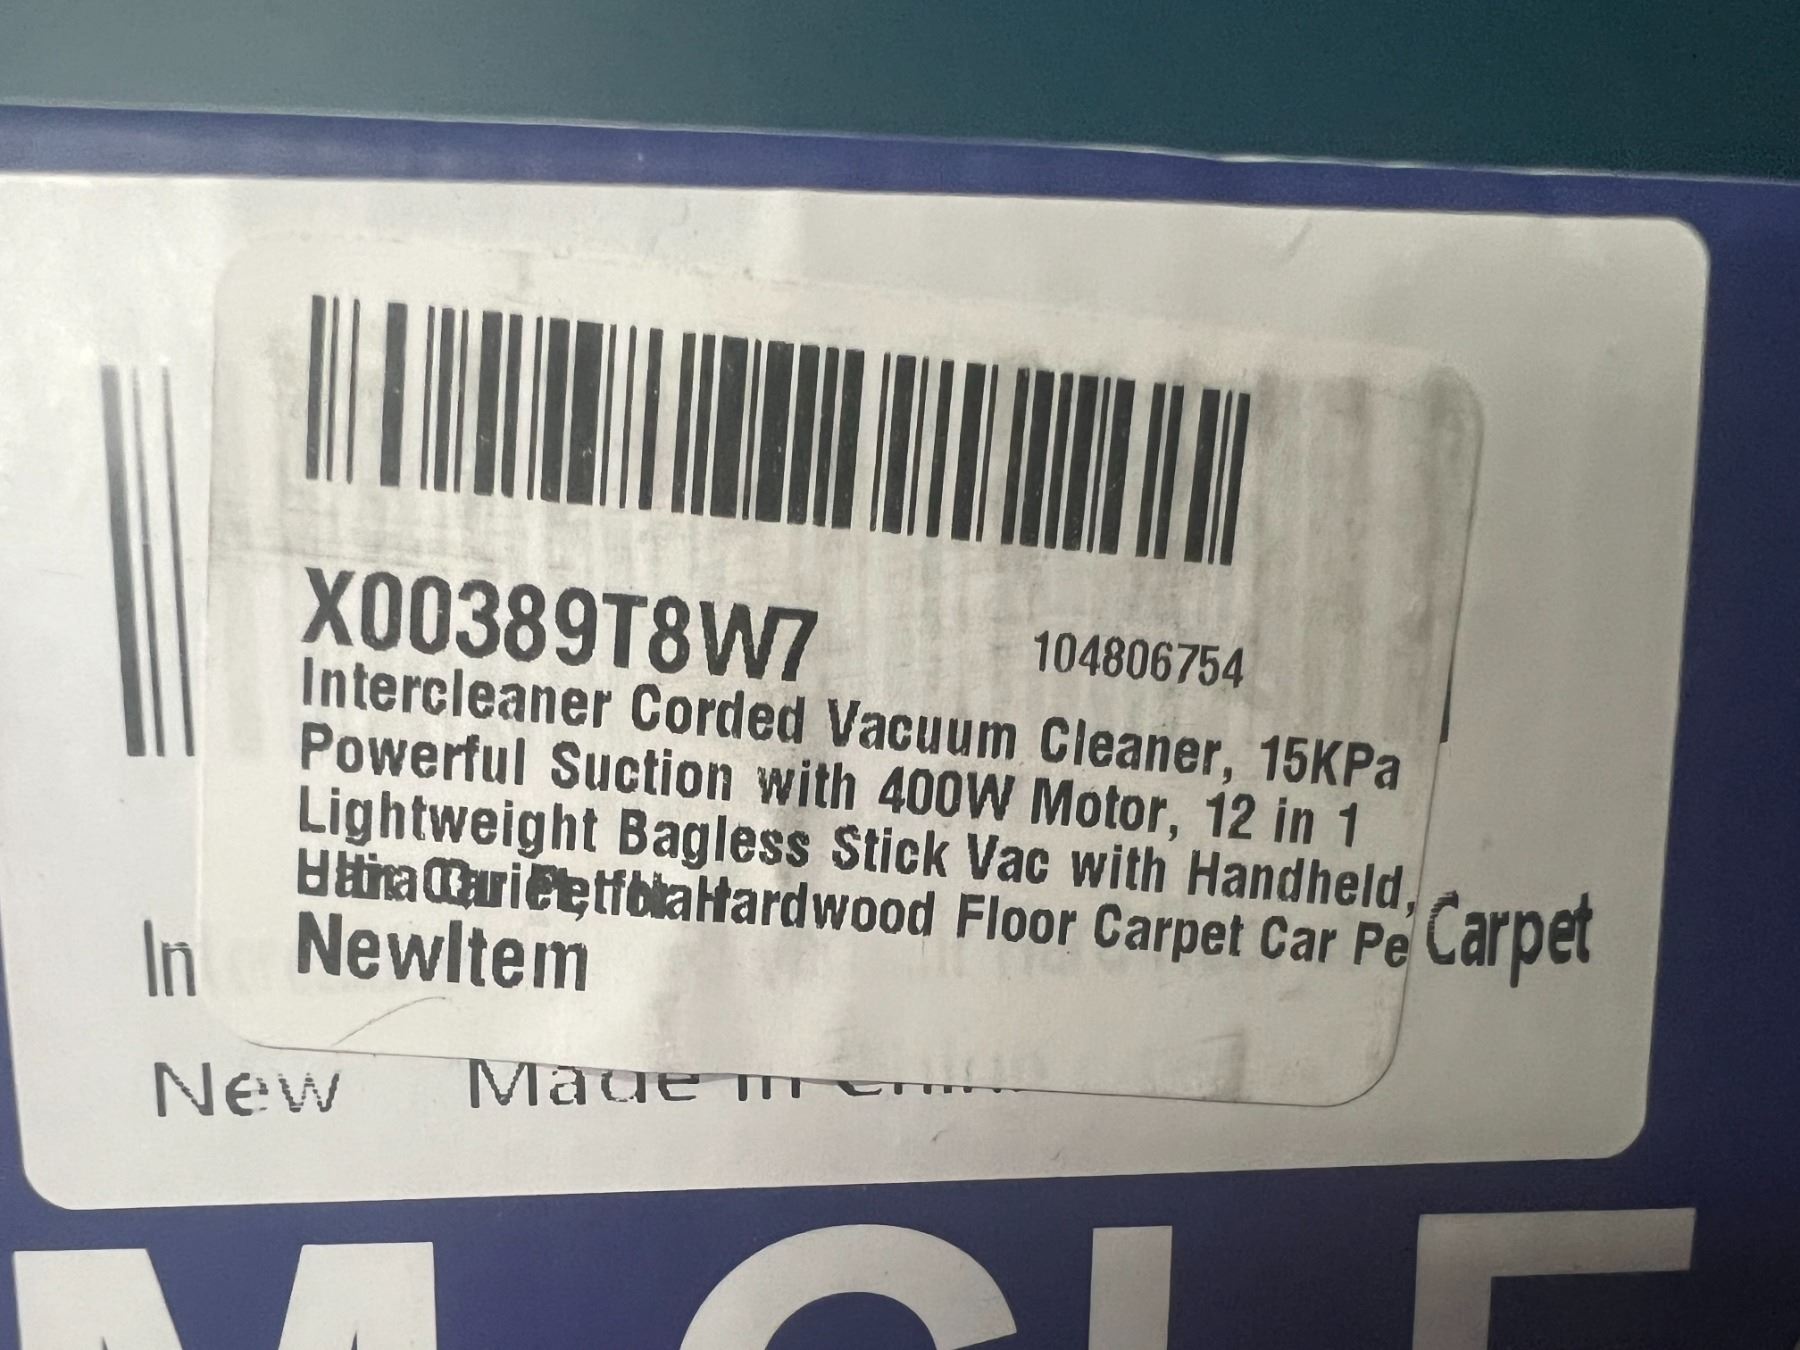 X00389T8W7 104806754
Intercleaner Corded Vacuum Cleaner, 15KPa
Powerful Suction with 400W Motor, 12 in 1
Lightweight Bagless Stick Vac with Handheld,
Hardwood Floor Carpet Car Pe
Carpet
NewItem
In
New Made in
M CLE